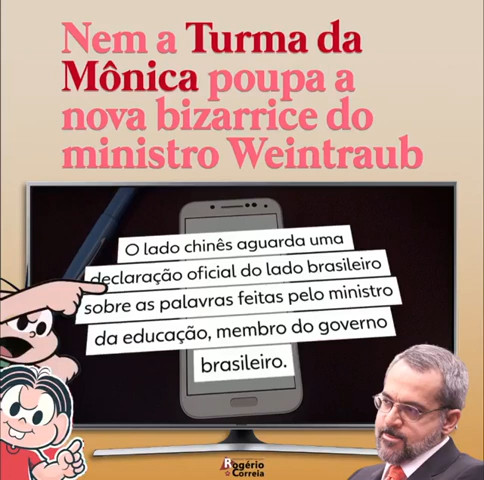 Nem a Turma da
Mônica poupa a
nova bizarrice do
ministro Weintraub
O lado chinês aguarda uma
declaração oficial do lado brasileiro
sobre as palavras feitas pelo ministro
da educação, membro do governo
brasileiro.
Rogério
Correia